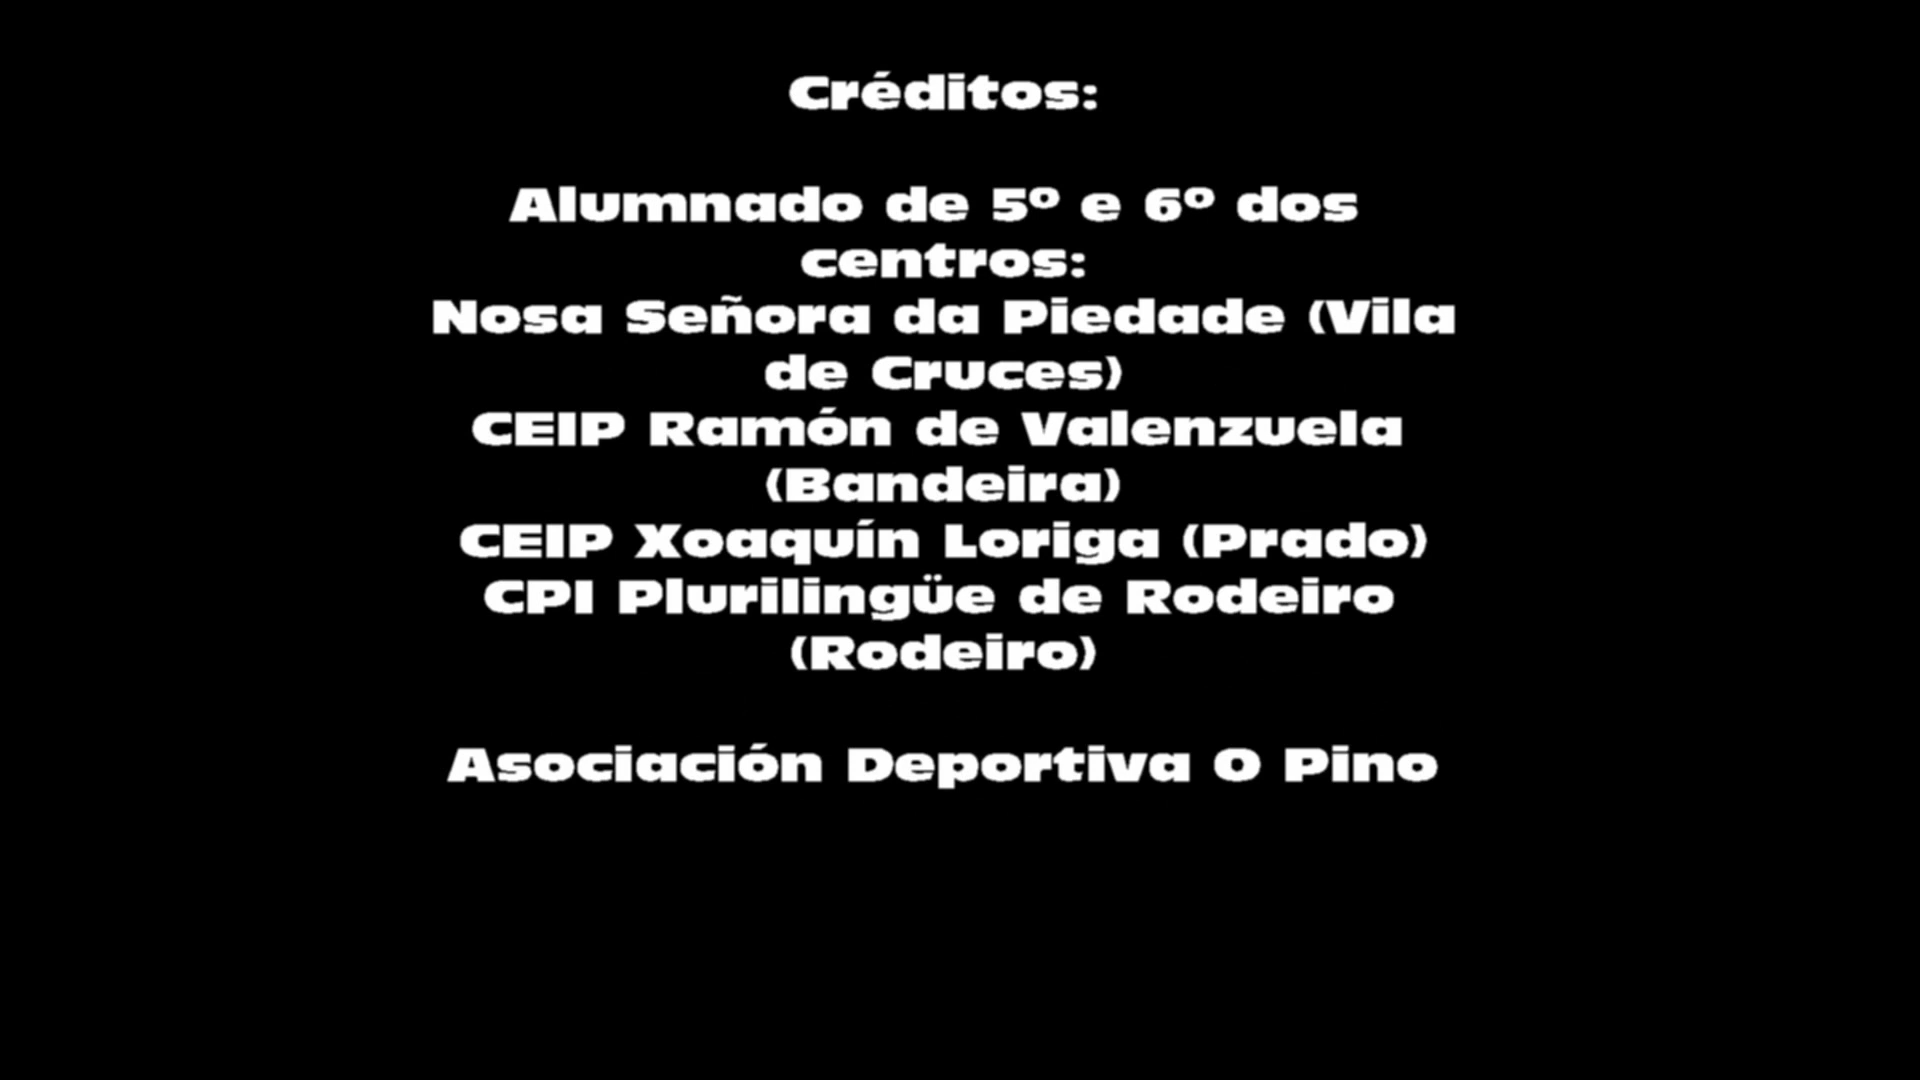 Créditos:
Alumnado de 5º e 6º dos
centros:
Nosa Señora da Piedade (Vila
de Cruces)
CEIP Ramón de Valenzuela
(Bandeira)
CEIP Xoaquín Loriga (Prado)
CPI Plurilingüe de Rodeiro
(Rodeiro)
Asociación Deportiva O Pino